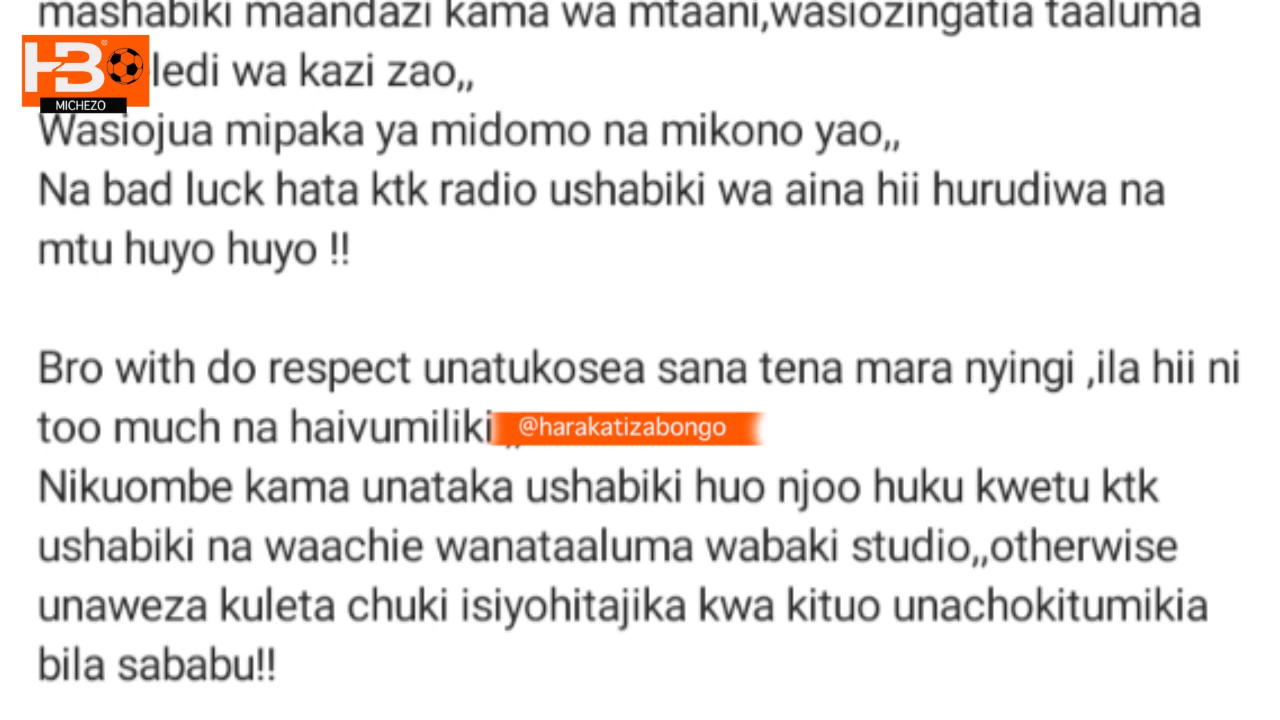 mashabiki maandazi kama wa mtaani,wasiozingatia taaluma
HB
MICHEZO
ledi wa kazi zao,,
Wasiojua mipaka ya midomo na mikono yao,,
Na bad luck hata ktk radio ushabiki wa aina hii hurudiwa na
mtu huyo huyo !!
Bro with do respect unatukosea sana tena mara nyingi ,ila hii ni
too much na haivumiliki ,,
@harakatizabongo
Nikuombe kama unataka ushabiki huo njoo huku kwetu ktk
ushabiki na waachie wanataaluma wabaki studio,,otherwise
unaweza kuleta chuki isiyohitajika kwa kituo unachokitumikia
bila sababu!!